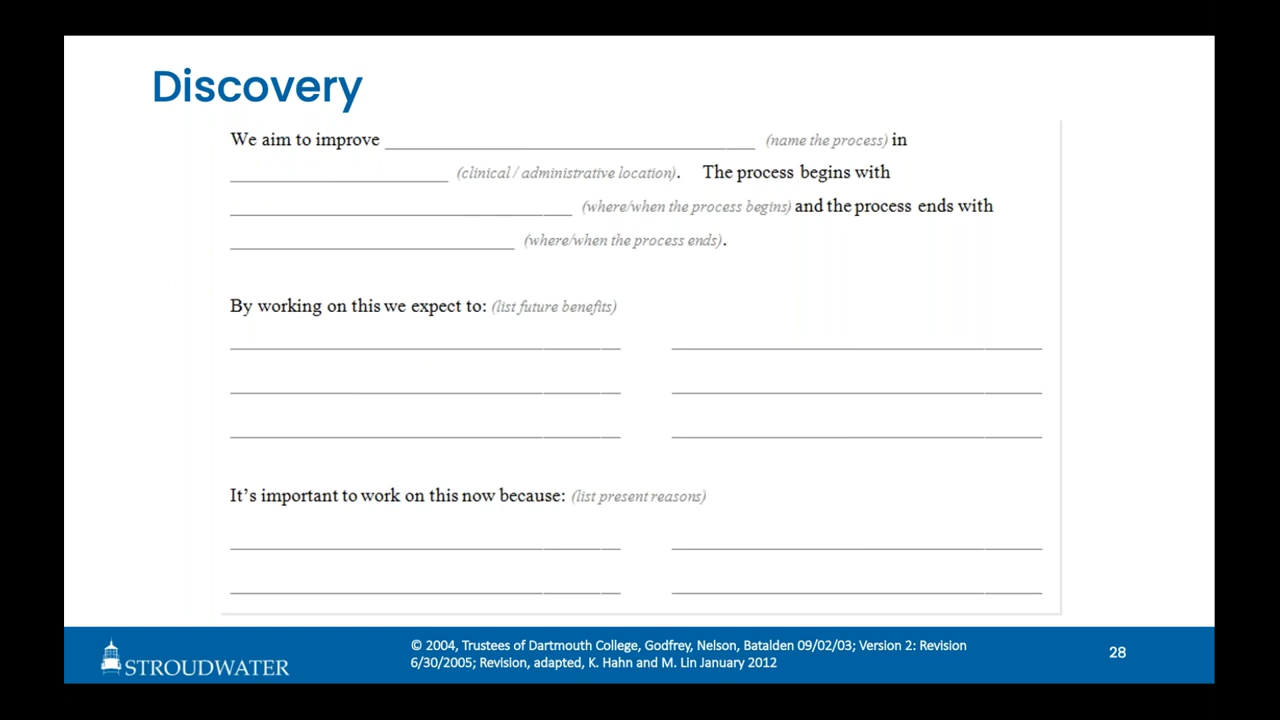 Discovery
We aim to improve ____________________ (name the process) in
____________________ (clinical / administrative location). The process begins with
____________________ (where/when the process begins) and the process ends with
____________________ (where/when the process ends).
By working on this we expect to: (list future benefits)
It's important to work on this now because: (list present reasons)
STROUDWATER
© 2004, Trustees of Dartmouth College, Godfrey, Nelson, Batalden 09/02/03; Version 2: Revision
6/30/2005; Revision, adapted, K. Hahn and M. Lin January 2012
28